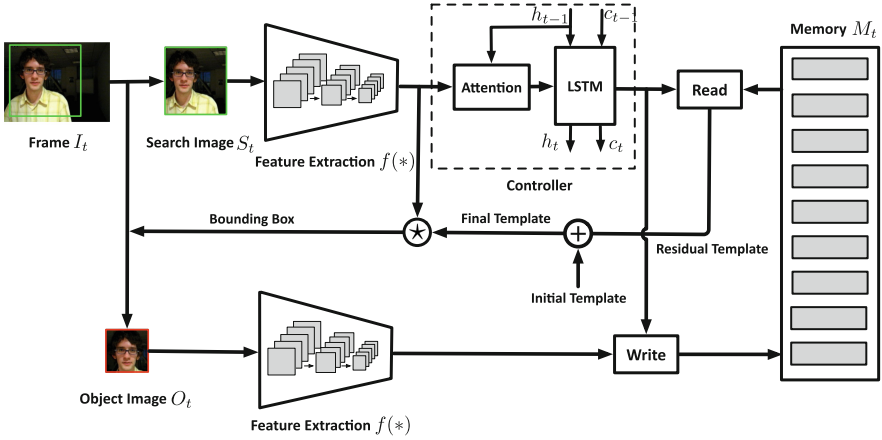 h_{t-1} c_{t-1}
Memory M_t
Attention
LSTM
Read
Frame I_t
Search Image S_t
Feature Extraction f(*)
h_t c_t
Controller
Bounding Box
Final Template
Residual Template
Initial Template
Write
Object Image O_t
Feature Extraction f(*)